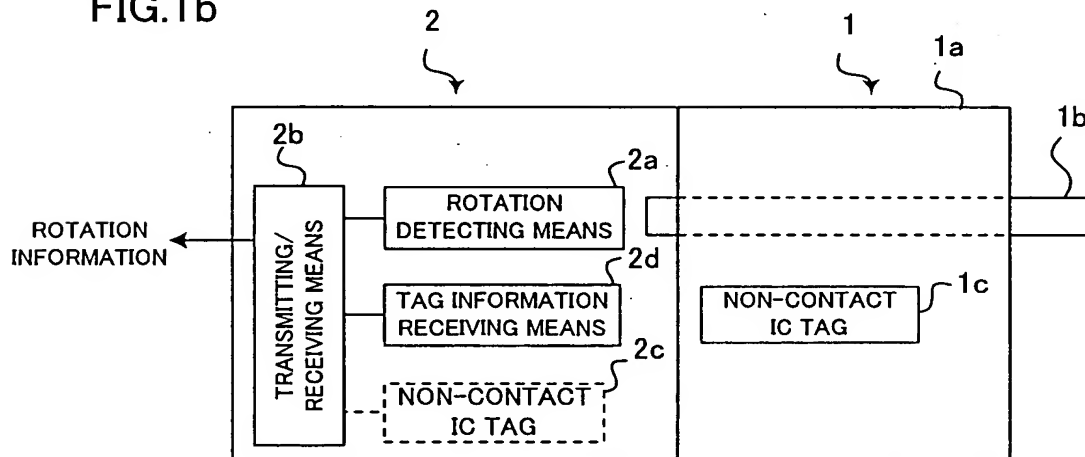 FIG.1b
2
1
1a
1b
2b
2a
ROTATION
DETECTING MEANS
ROTATION
INFORMATION
TRANSMITTING/
RECEIVING MEANS
2d
TAG INFORMATION
RECEIVING MEANS
1c
NON-CONTACT
IC TAG
2c
NON-CONTACT
IC TAG